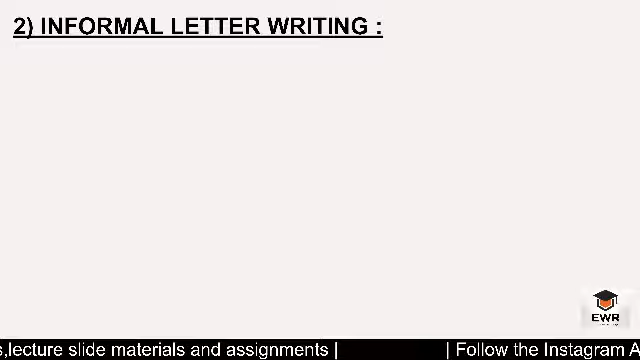 2) INFORMAL LETTER WRITING :
EWR
s,lecture slide materials and assignments | | Follow the Instagram A